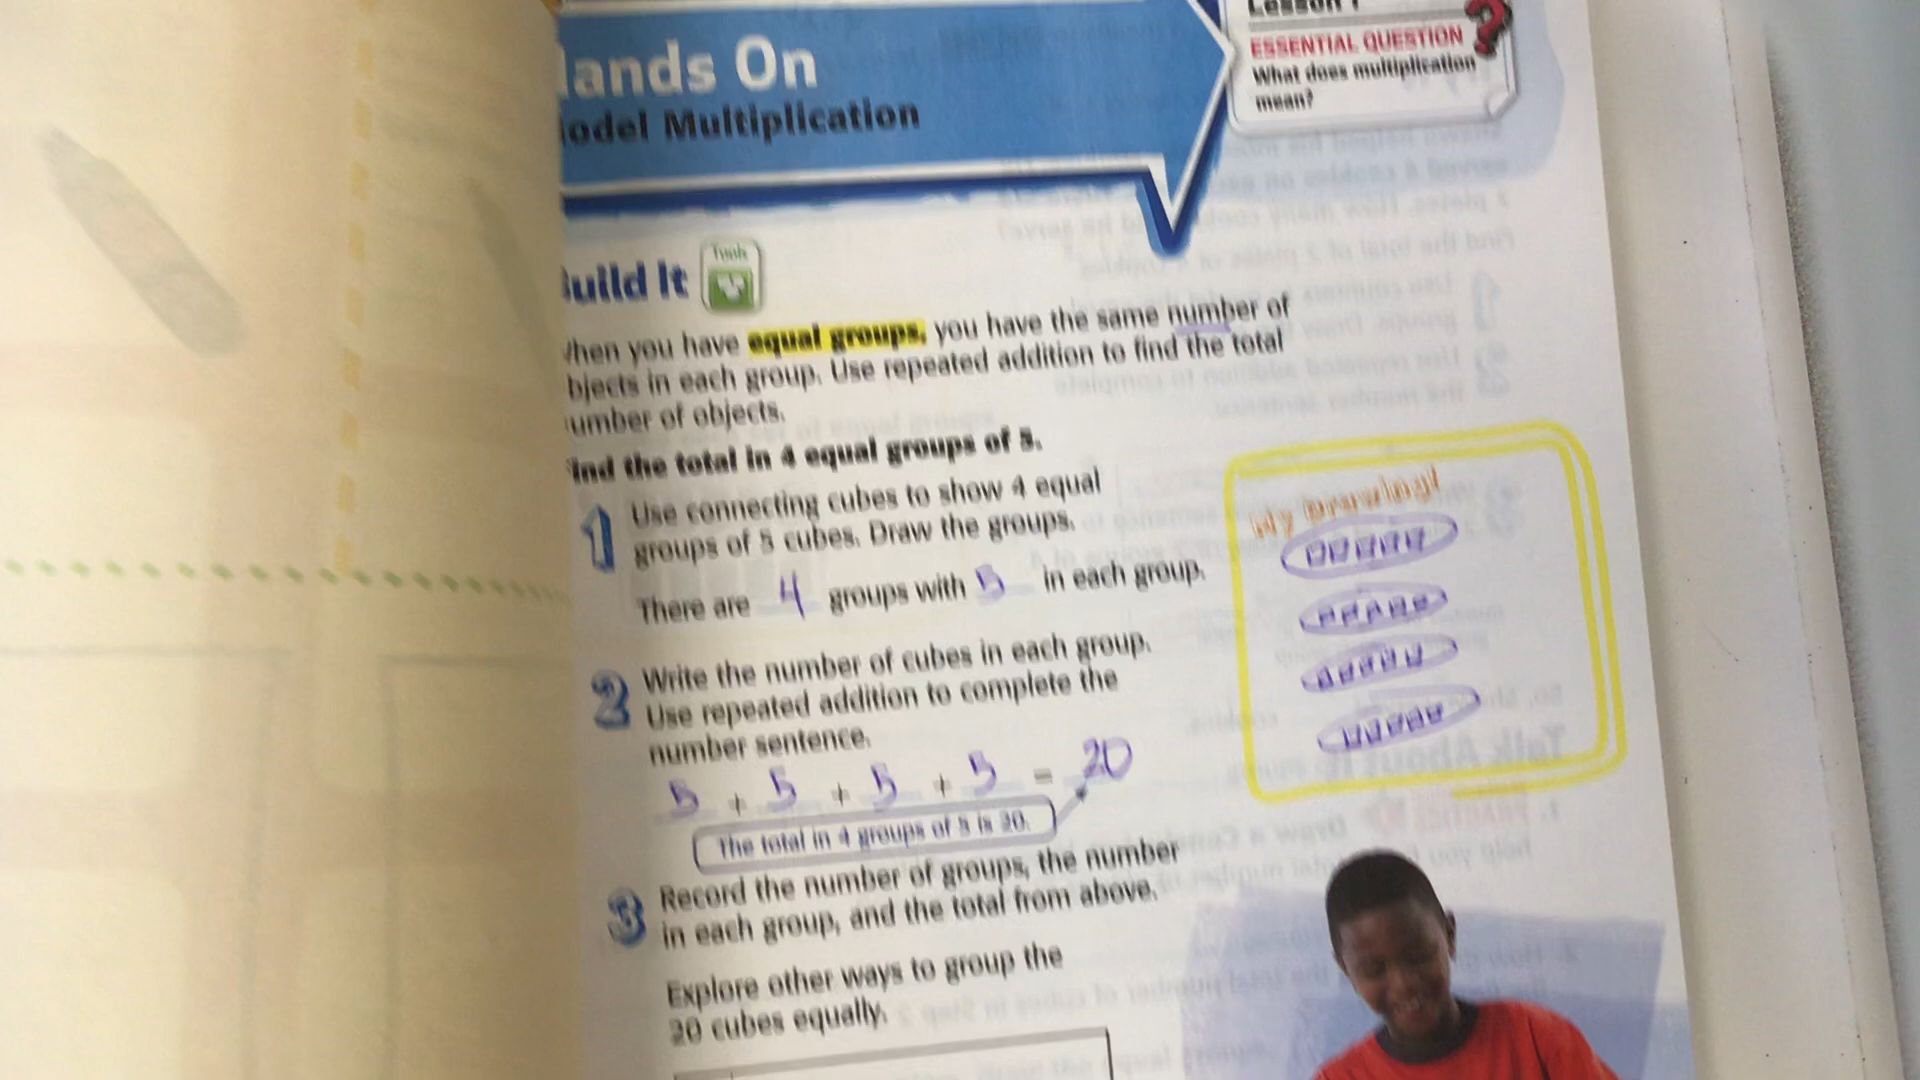 ands On
odel Multiplication
Lesson 1
ESSENTIAL QUESTION
What does multiplication
mean?
uild It
Tools
hen you have equal groups, you have the same number of
bjects in each group. Use repeated addition to find the total
umber of objects.
ind the total in 4 equal groups of 5.
1 Use connecting cubes to show 4 equal
groups of 5 cubes. Draw the groups.
There are 4 groups with 5 in each group.
My Drawing!
2 Write the number of cubes in each group.
Use repeated addition to complete the
number sentence.
5 + 5 + 5 + 5 = 20
The total in 4 groups of 5 is 20.
3 Record the number of groups, the number
in each group, and the total from above.
Explore other ways to group the
20 cubes equally.